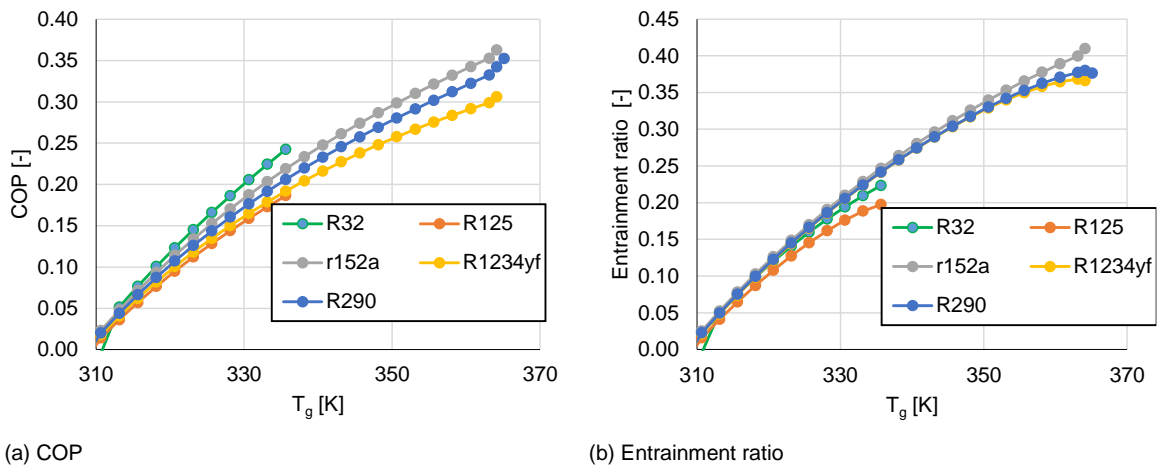 0.40
0.35
0.30
0.25
0.20
0.15
0.10
0.05
0.00
COP [-]
310 330 350 370
T_g [K]
R32 R125
r152a R1234yf
R290
(a) COP
0.40
0.35
0.30
0.25
0.20
0.15
0.10
0.05
0.00
0.45
Entrainment ratio [-]
310 330 350 370
T_g [K]
R32 R125
r152a R1234yf
R290
(b) Entrainment ratio